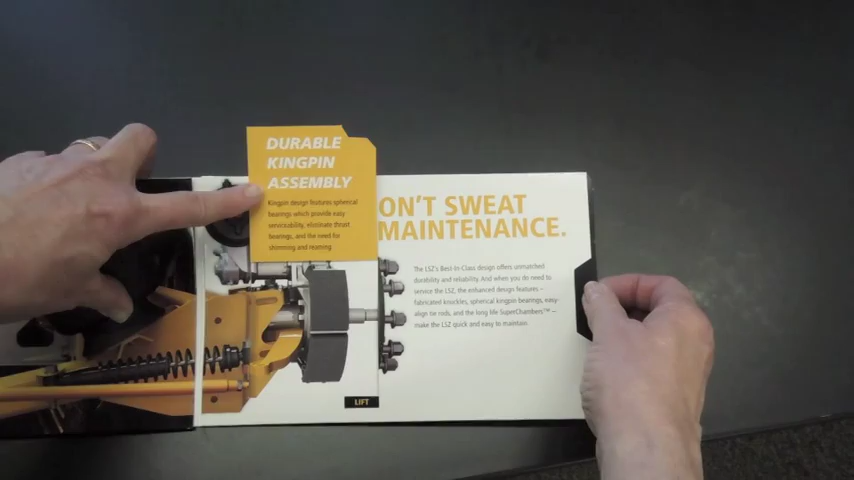 DURABLE
KINGPIN
ASSEMBLY
Kingpin design features spherical
bearings which provide easy
serviceability, eliminate thrust
bearings, and the need for
shimming and reaming
ON'T SWEAT
MAINTENANCE.
The LSZ's Best-In-Class design offers unmatched
durability and reliability. And when you do need to
service the LSZ, the enhanced design features –
fabricated knuckles, spherical kingpin bearings, easy-
align tie rods, and the long life SuperChambers™ –
make the LSZ quick and easy to maintain.
LIFT